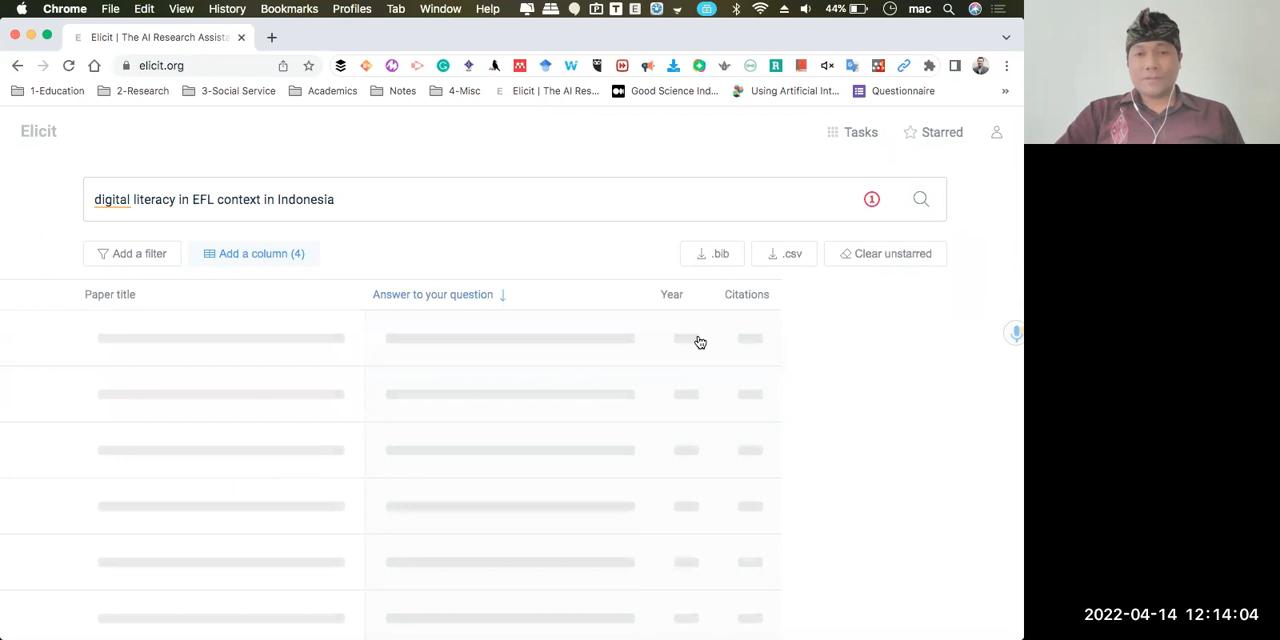 Chrome File Edit View History Bookmarks Profiles Tab Window Help 44% mac
E Elicit | The AI Research Assista
elicit.org
1-Education 2-Research 3-Social Service Academics Notes 4-Misc E Elicit | The AI Res... Good Science Ind... Using Artificial Int... Questionnaire »
Elicit Tasks Starred
digital literacy in EFL context in Indonesia 1
Add a filter Add a column (4) .bib .csv Clear unstarred
Paper title Answer to your question ↓ Year Citations
2022-04-14 12:14:04